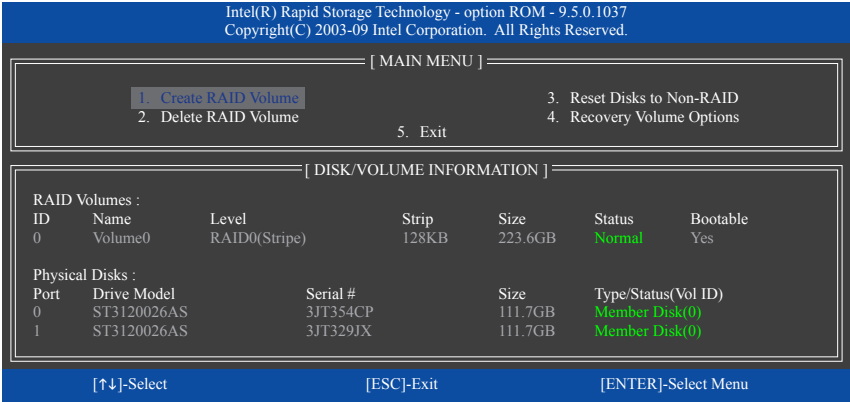 Intel(R) Rapid Storage Technology - option ROM - 9.5.0.1037
Copyright(C) 2003-09 Intel Corporation.  All Rights Reserved.
[ MAIN MENU ]
1.  Create RAID Volume 3.  Reset Disks to Non-RAID
2.  Delete RAID Volume 4.  Recovery Volume Options
5.  Exit
[ DISK/VOLUME INFORMATION ]
RAID Volumes :
ID Name Level Strip Size Status Bootable
0 Volume0 RAID0(Stripe) 128KB 223.6GB Normal Yes
Physical Disks :
Port Drive Model Serial # Size Type/Status(Vol ID)
0 ST3120026AS 3JT354CP 111.7GB Member Disk(0)
1 ST3120026AS 3JT329JX 111.7GB Member Disk(0)
[↑↓]-Select [ESC]-Exit [ENTER]-Select Menu